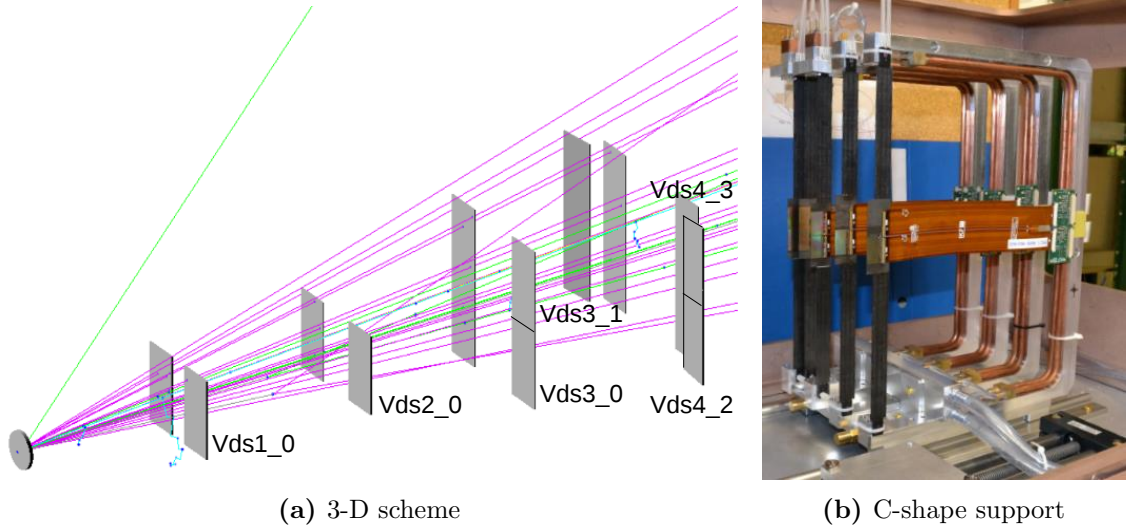 Vds4_3
Vds3_1
Vds2_0
Vds3_0
Vds4_2
Vds1_0
(a) 3-D scheme
(b) C-shape support